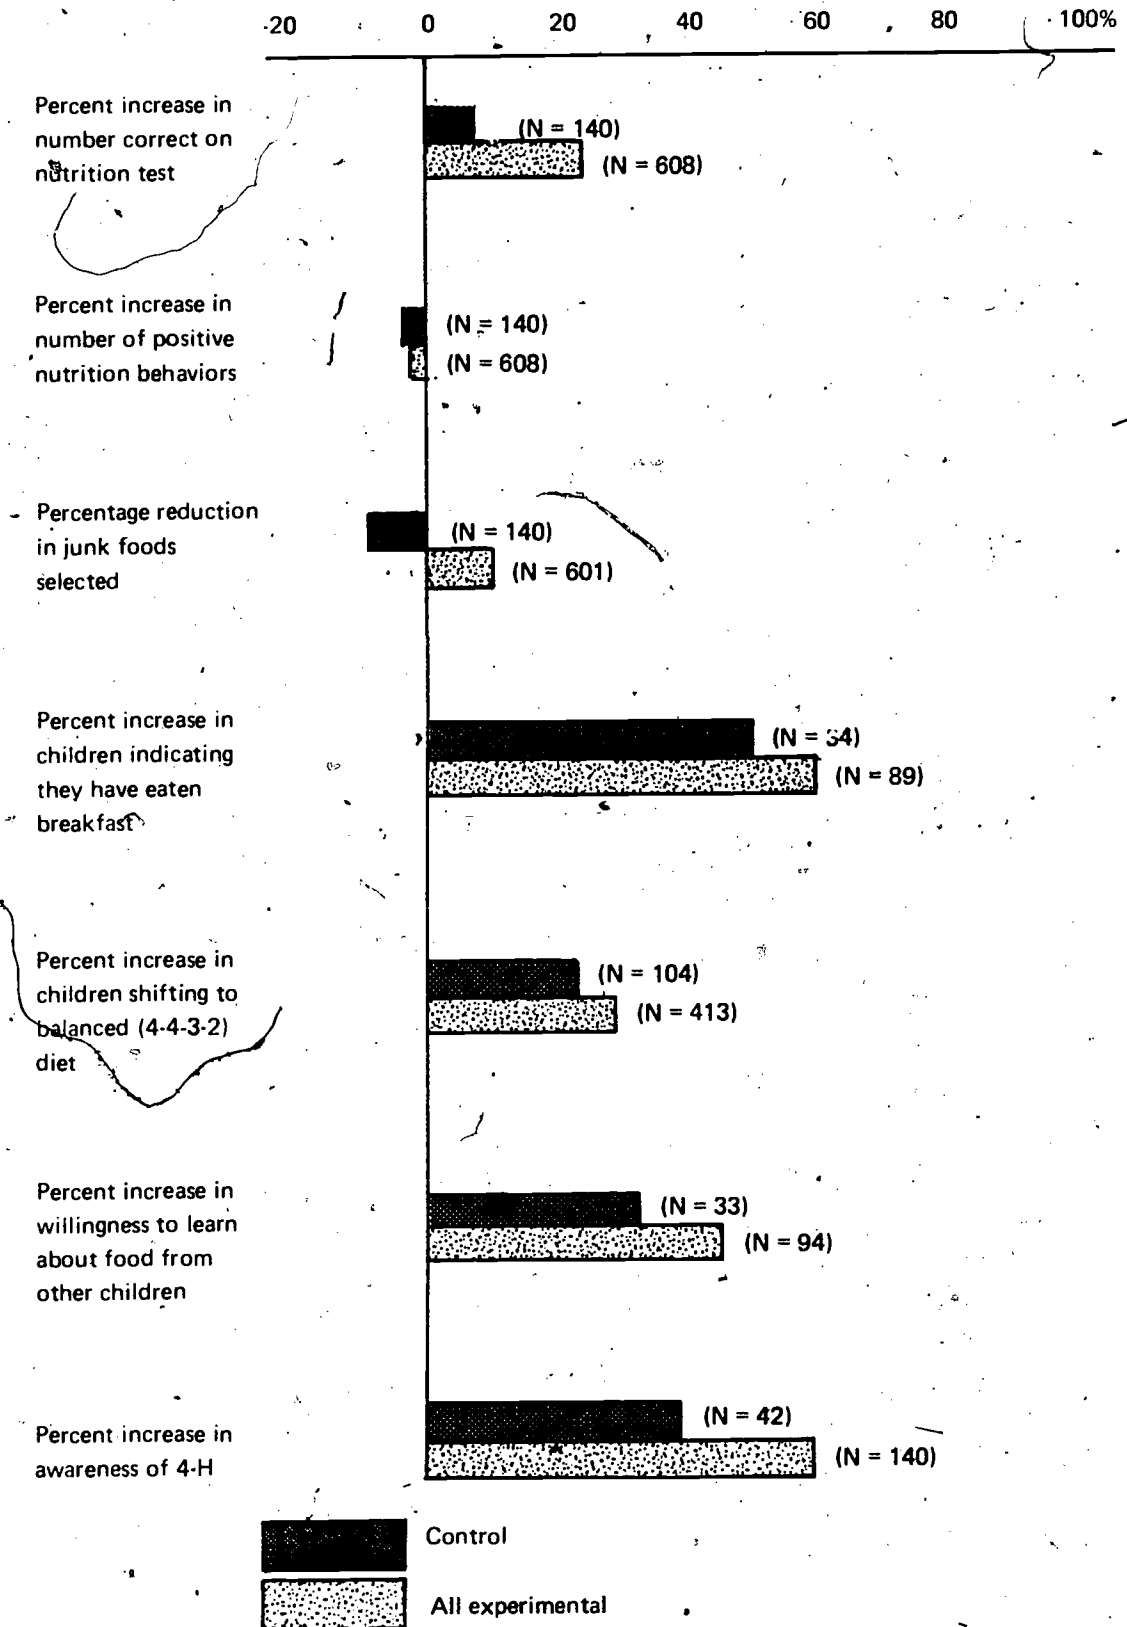 -20 0 20 40 60 80 100%
Percent increase in
number correct on
nutrition test
(N = 140)
(N = 608)
Percent increase in
number of positive
nutrition behaviors
(N = 140)
(N = 608)
Percentage reduction
in junk foods
selected
(N = 140)
(N = 601)
Percent increase in
children indicating
they have eaten
breakfast
(N =
(N = 89)
Percent increase in
children shifting to
balanced (4-4-3-2)
diet
(N = 104)
(N = 413)
Percent increase in
willingness to learn
about food from
other children
(N = 33)
(N = 94)
Percent increase in
awareness of 4-H
(N = 42)
(N = 140)
Control
All experimental